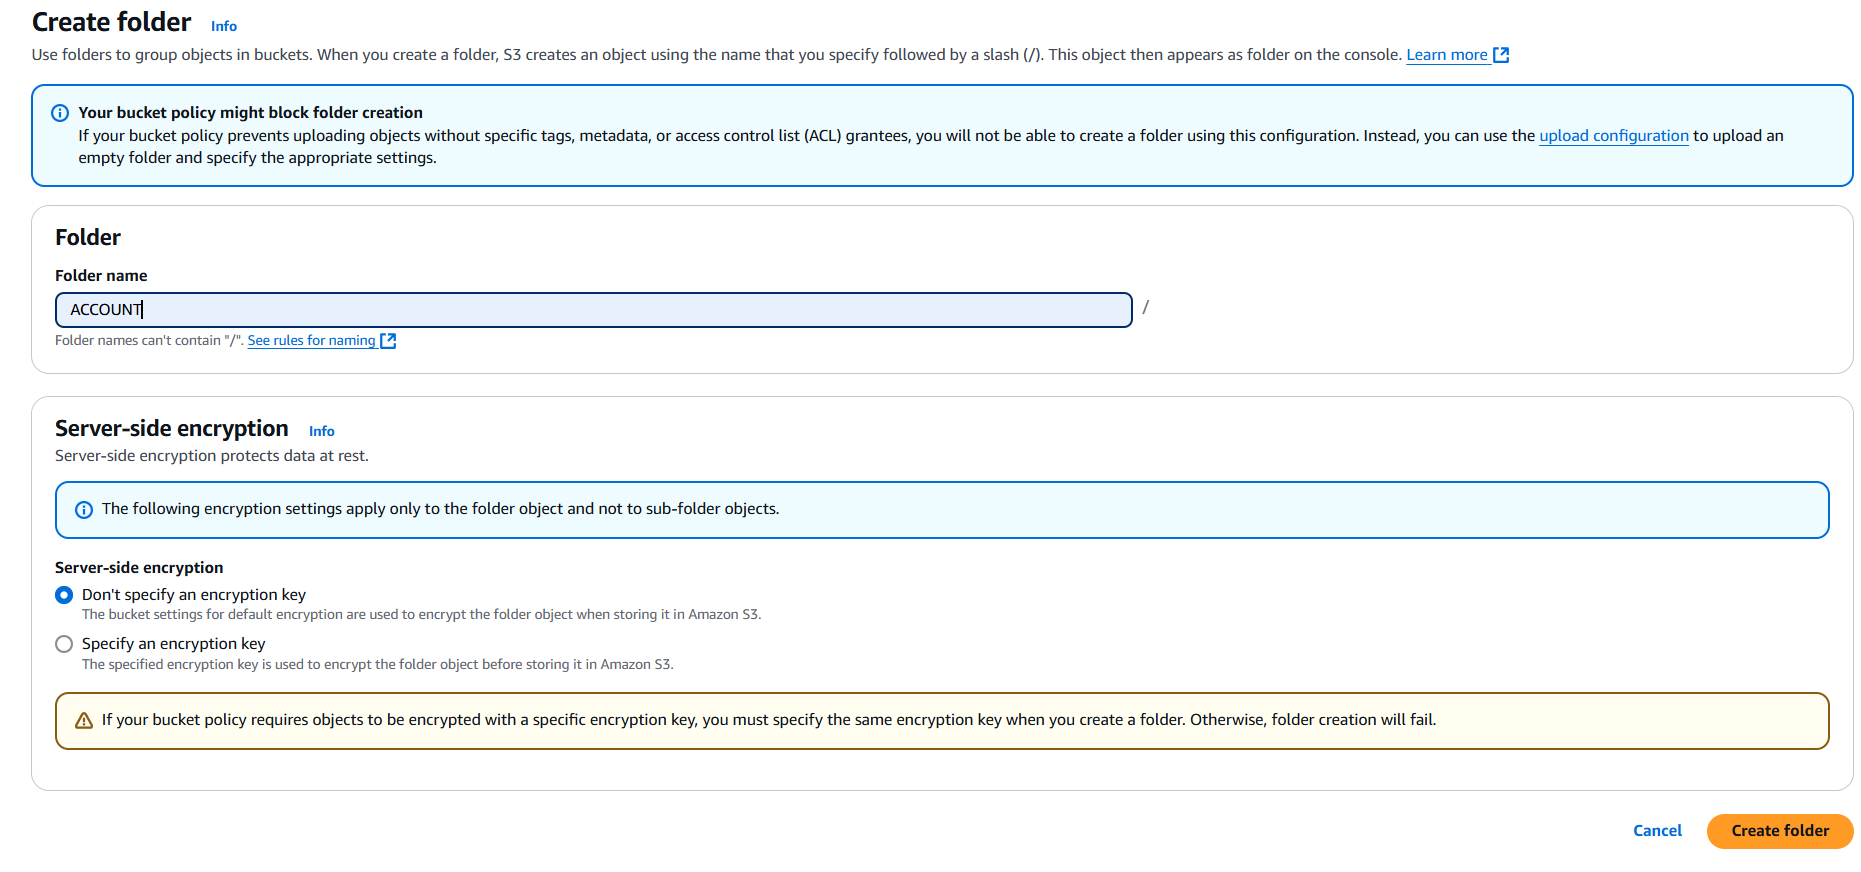 Create folder Info
Use folders to group objects in buckets. When you create a folder, S3 creates an object using the name that you specify followed by a slash (/). This object then appears as folder on the console. Learn more
Your bucket policy might block folder creation
If your bucket policy prevents uploading objects without specific tags, metadata, or access control list (ACL) grantees, you will not be able to create a folder using this configuration. Instead, you can use the upload configuration to upload an
empty folder and specify the appropriate settings.
Folder
Folder name
ACCOUNT /
Folder names can't contain "/". See rules for naming
Server-side encryption Info
Server-side encryption protects data at rest.
The following encryption settings apply only to the folder object and not to sub-folder objects.
Server-side encryption
Don't specify an encryption key
The bucket settings for default encryption are used to encrypt the folder object when storing it in Amazon S3.
Specify an encryption key
The specified encryption key is used to encrypt the folder object before storing it in Amazon S3.
If your bucket policy requires objects to be encrypted with a specific encryption key, you must specify the same encryption key when you create a folder. Otherwise, folder creation will fail.
Cancel Create folder